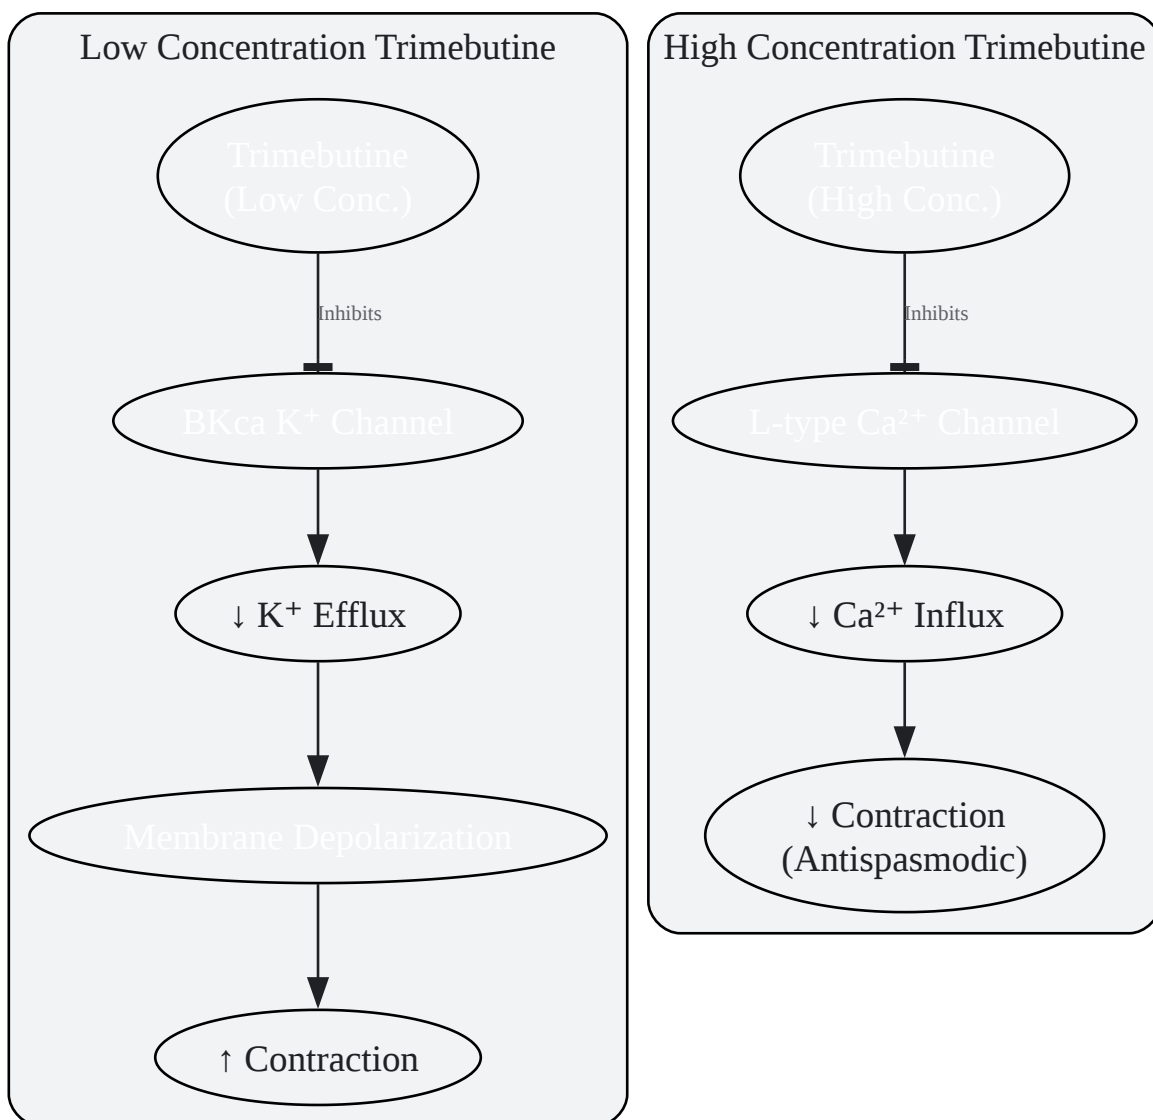 Low Concentration Trimebutine
Trimebutine
(Low Conc.)
Inhibits
BKca K⁺ Channel
↓ K⁺ Efflux
Membrane Depolarization
↑ Contraction
High Concentration Trimebutine
Trimebutine
(High Conc.)
Inhibits
L-type Ca²⁺ Channel
↓ Ca²⁺ Influx
↓ Contraction
(Antispasmodic)